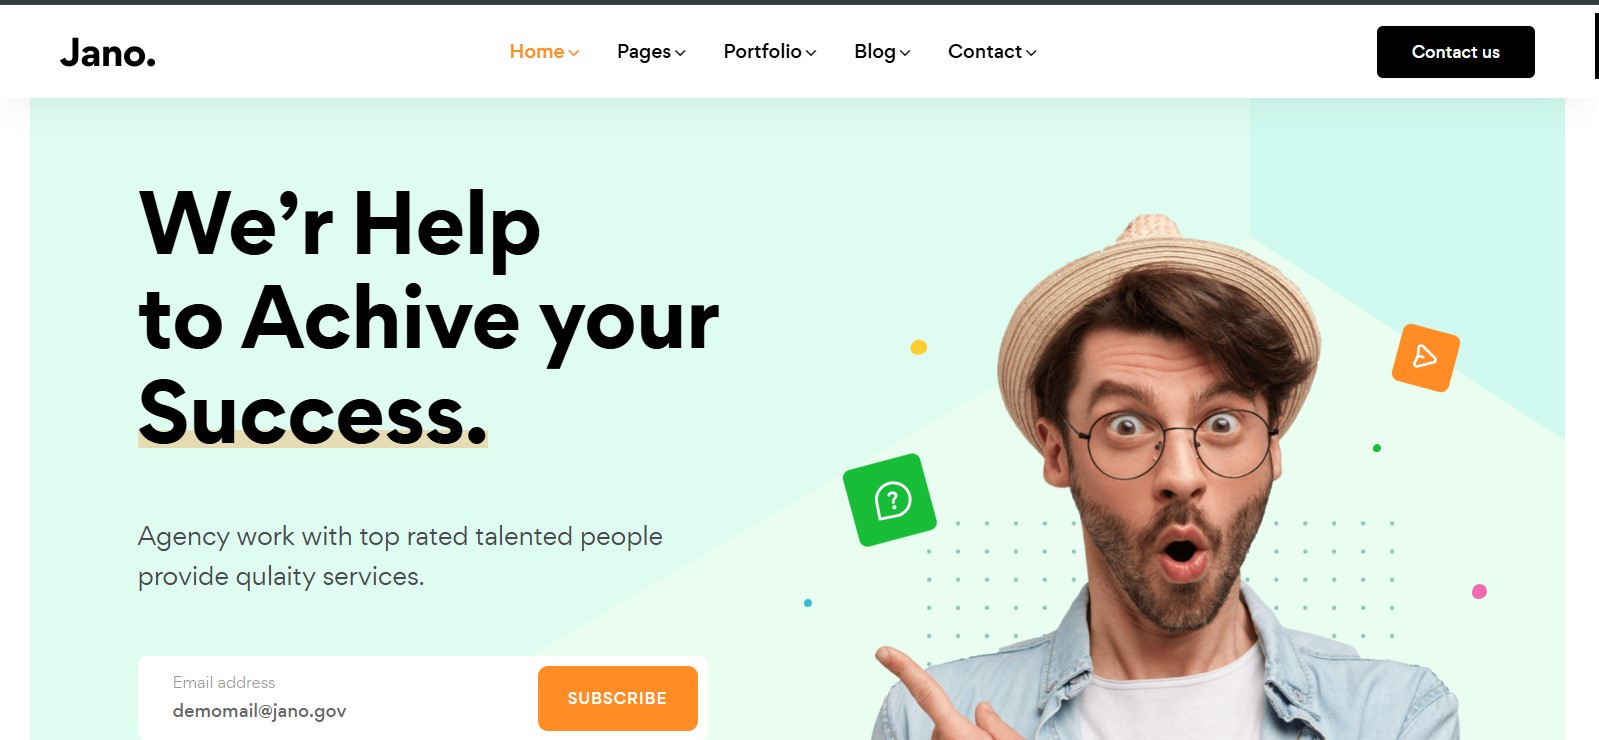 Jano.
Home Pages Portfolio Blog Contact
Contact us
We’r Help
to Achive your
Success.
Agency work with top rated talented people
provide qulaity services.
Email address
demomail@jano.gov
SUBSCRIBE
?